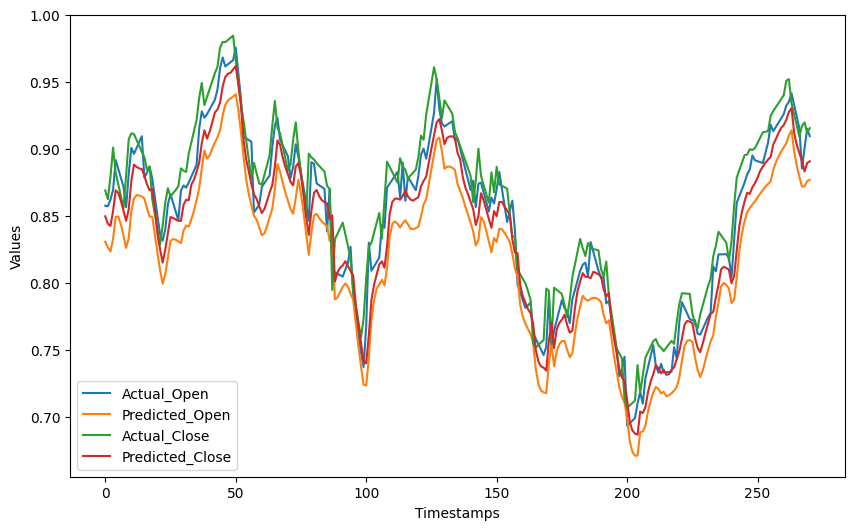 1.00
0.95
0.90
0.85
0.80
0.75
0.70
Values
Actual_Open
Predicted_Open
Actual_Close
Predicted_Close
0 50 100 150 200 250
Timestamps